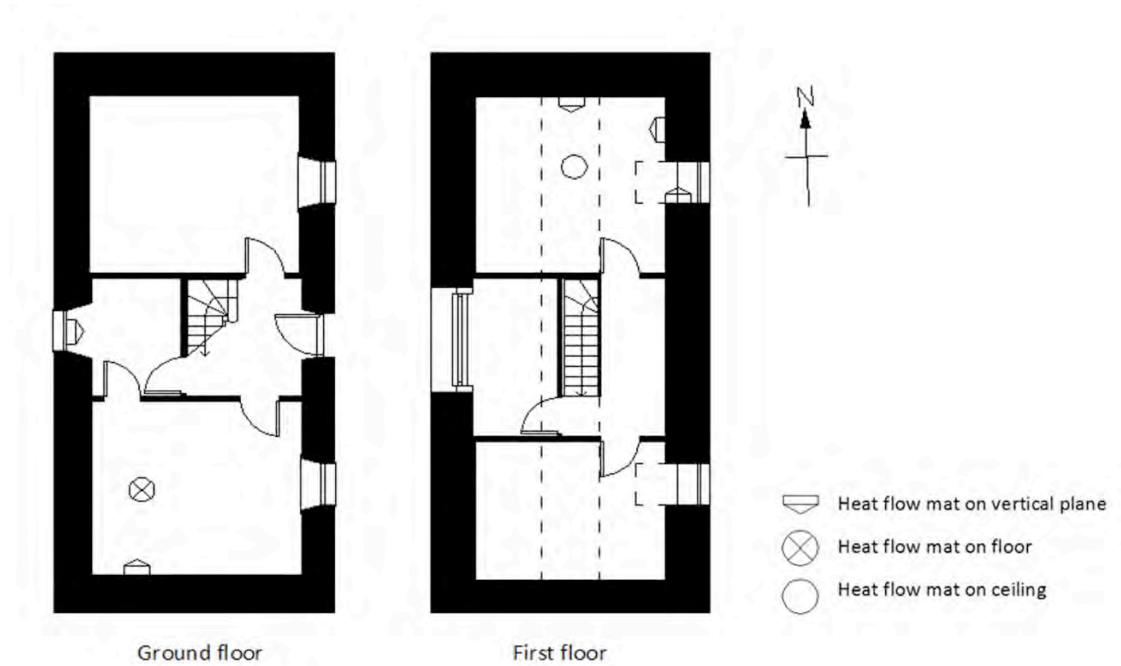 N
Heat flow mat on vertical plane
Heat flow mat on floor
Heat flow mat on ceiling
Ground floor
First floor